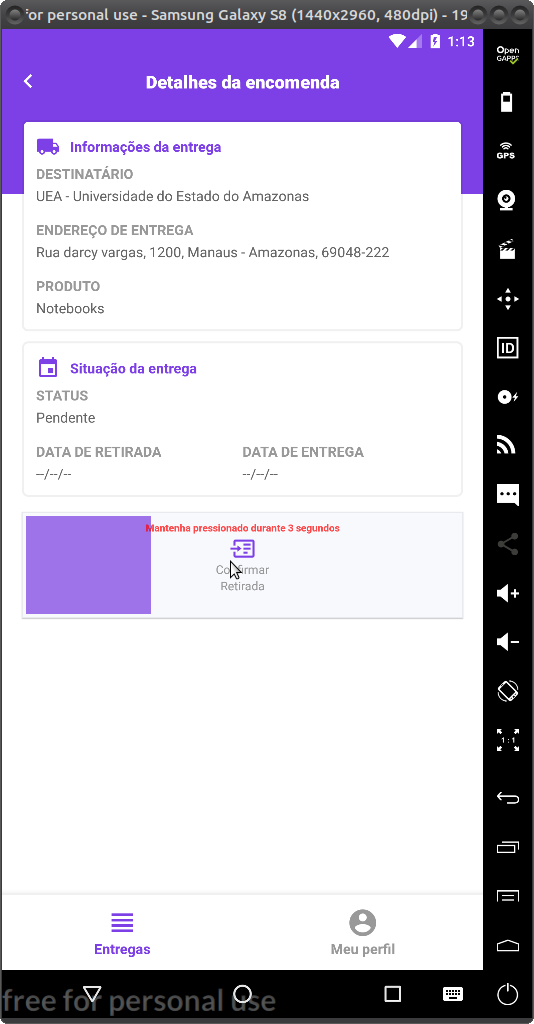 for personal use - Samsung Galaxy S8 (1440x2960, 480dpi) - 19
1:13
Open
GAPPS
Detalhes da encomenda
GPS
Informações da entrega
DESTINATÁRIO
UEA - Universidade do Estado do Amazonas
ENDEREÇO DE ENTREGA
Rua darcy vargas, 1200, Manaus - Amazonas, 69048-222
PRODUTO
Notebooks
ID
Situação da entrega
STATUS
Pendente
DATA DE RETIRADA DATA DE ENTREGA
--/--/-- --/--/--
Mantenha pressionado durante 3 segundos
Confirmar
Retirada
1:1
Entregas Meu perfil
free for personal use